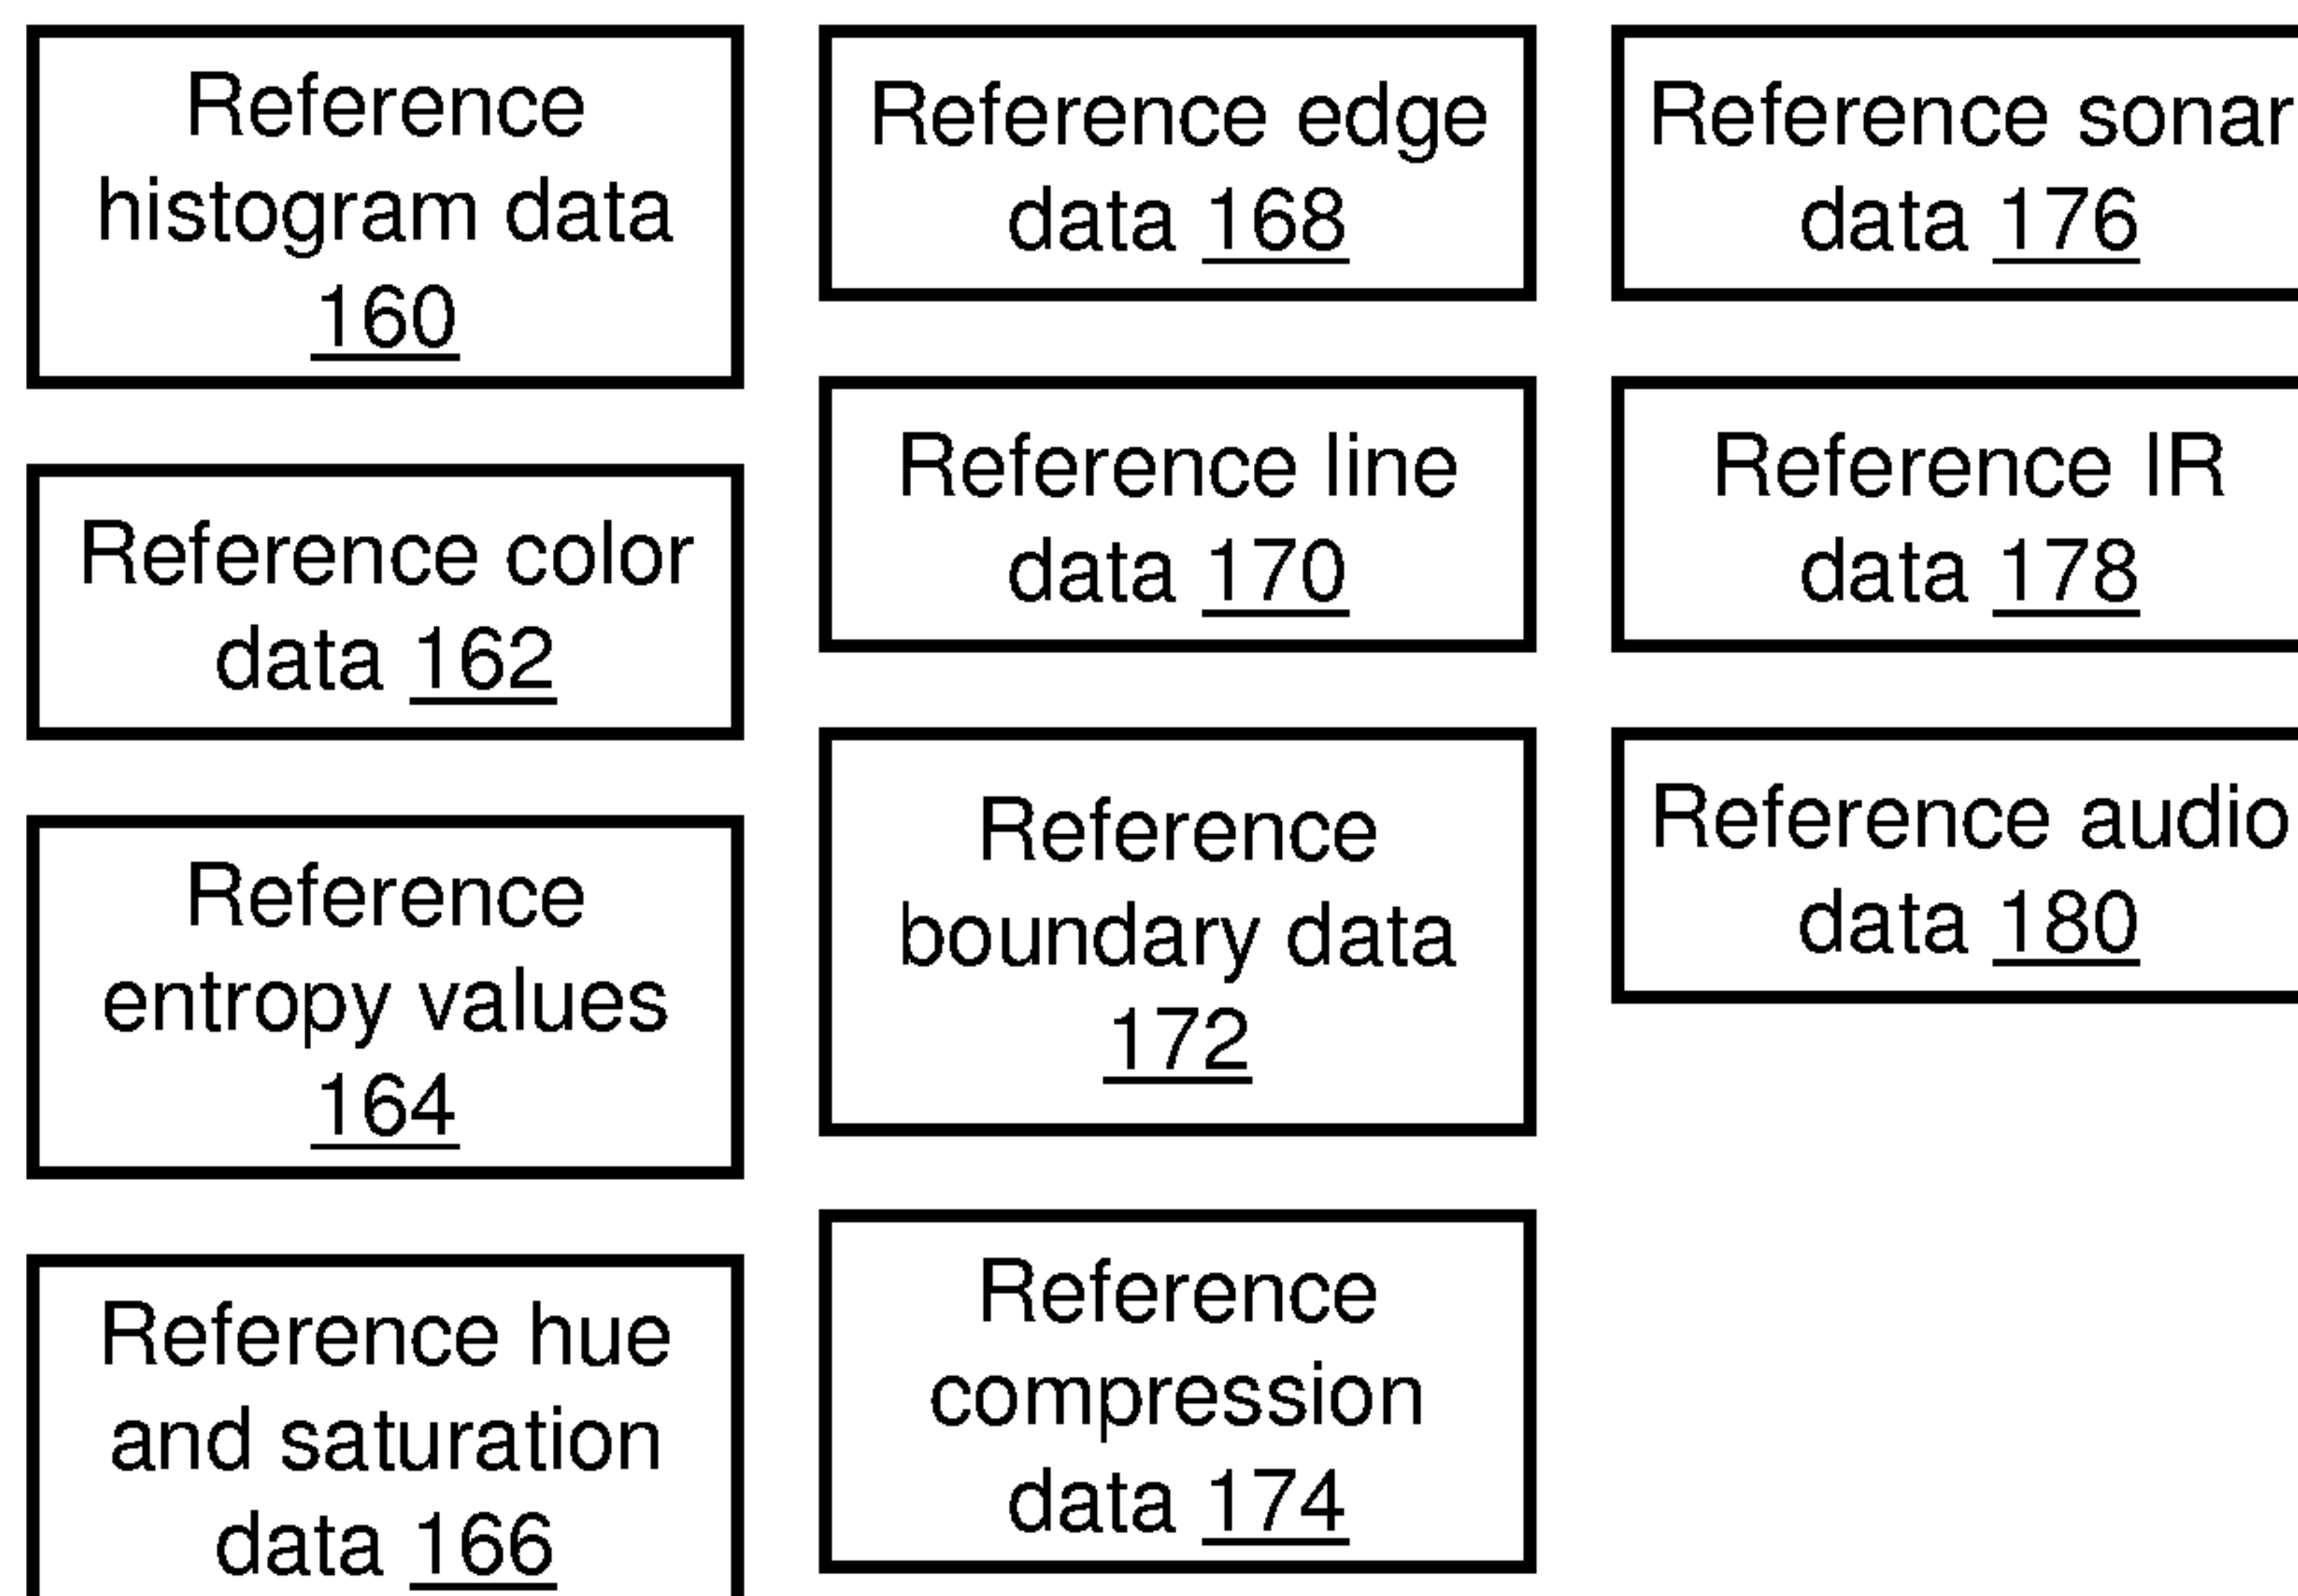 Reference
histogram data
160
Reference color
data 162
Reference
entropy values
164
Reference hue
and saturation
data 166
Reference edge
data 168
Reference line
data 170
Reference
boundary data
172
Reference
compression
data 174
Reference sonar
data 176
Reference IR
data 178
Reference audio
data 180